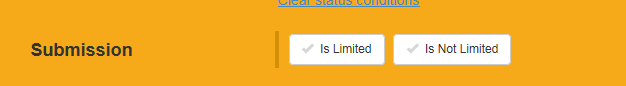 Clear status conditions
Submission
Is Limited
Is Not Limited